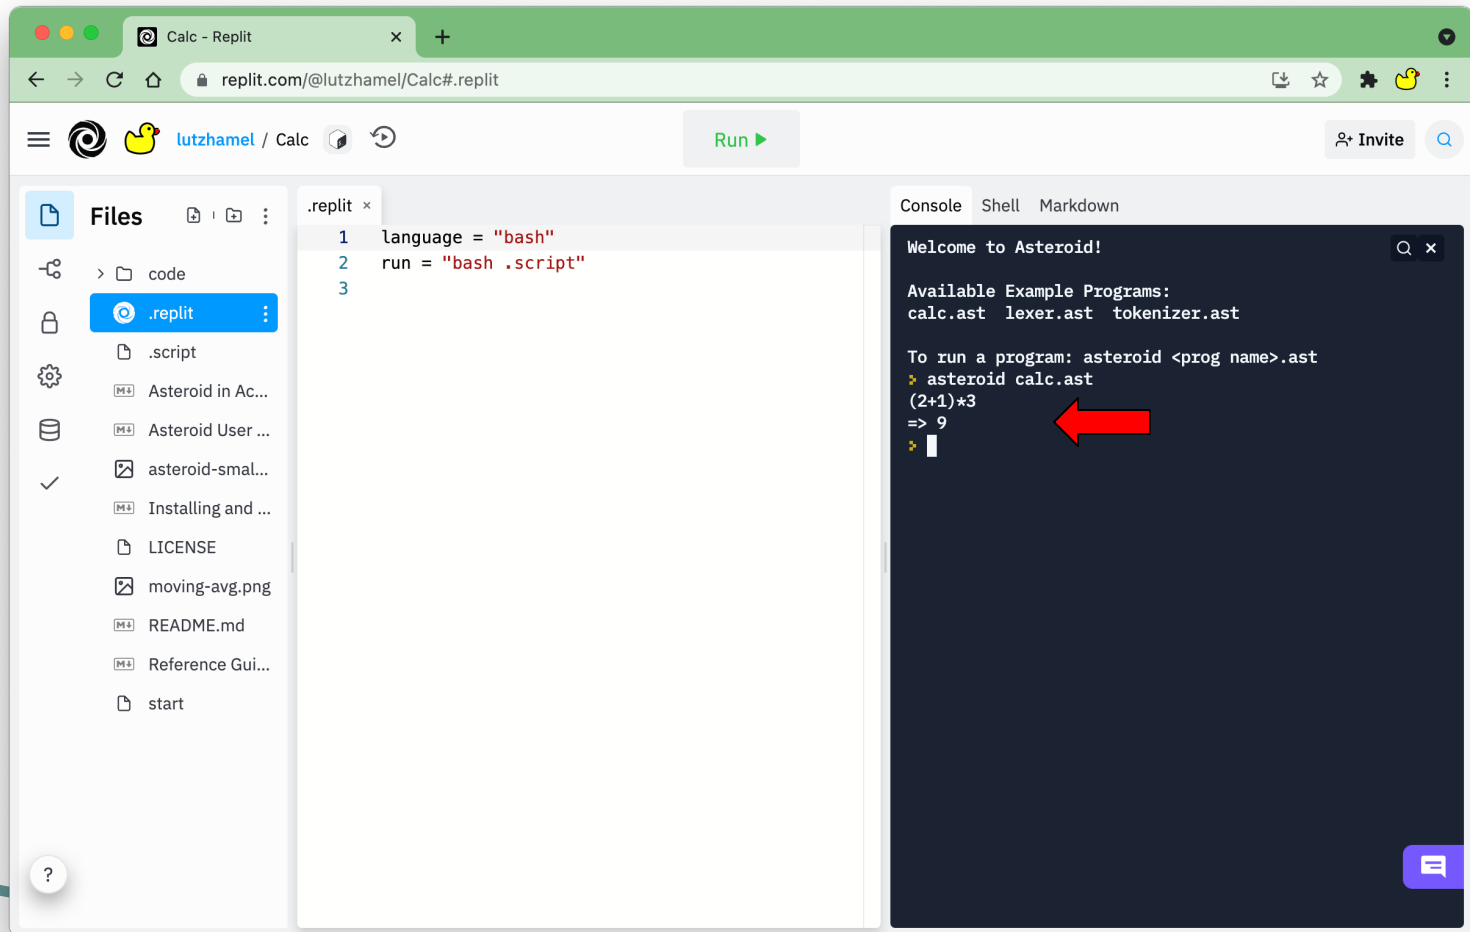 Calc - Replit
replit.com/@lutzhamel/Calc#.replit
lutzhamel / Calc
Run
Invite
Files
code
.replit
.script
Asteroid in Ac...
Asteroid User ...
asteroid-smal...
Installing and ...
LICENSE
moving-avg.png
README.md
Reference Gui...
start
?
.replit
1 language = "bash"
2 run = "bash .script"
3
Console Shell Markdown
Welcome to Asteroid!
Available Example Programs:
calc.ast lexer.ast tokenizer.ast
To run a program: asteroid <prog name>.ast
> asteroid calc.ast
(2+1)*3
=> 9
>